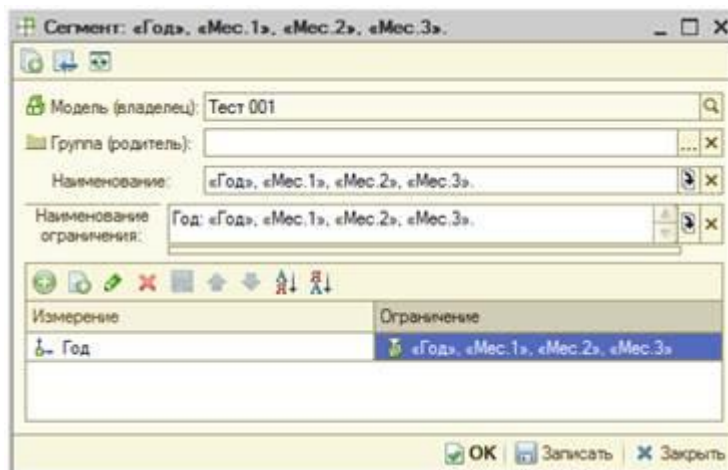 Сегмент: «Год», «Мес.1», «Мес.2», «Мес.3».
Модель (владелец): Тест 001
Группа (родитель): ...
Наименование: «Год», «Мес.1», «Мес.2», «Мес.3».
Наименование ограничения: Год: «Год», «Мес.1», «Мес.2», «Мес.3».
Измерение Ограничение
Год «Год», «Мес.1», «Мес.2», «Мес.3»
OK Записать Закрыть